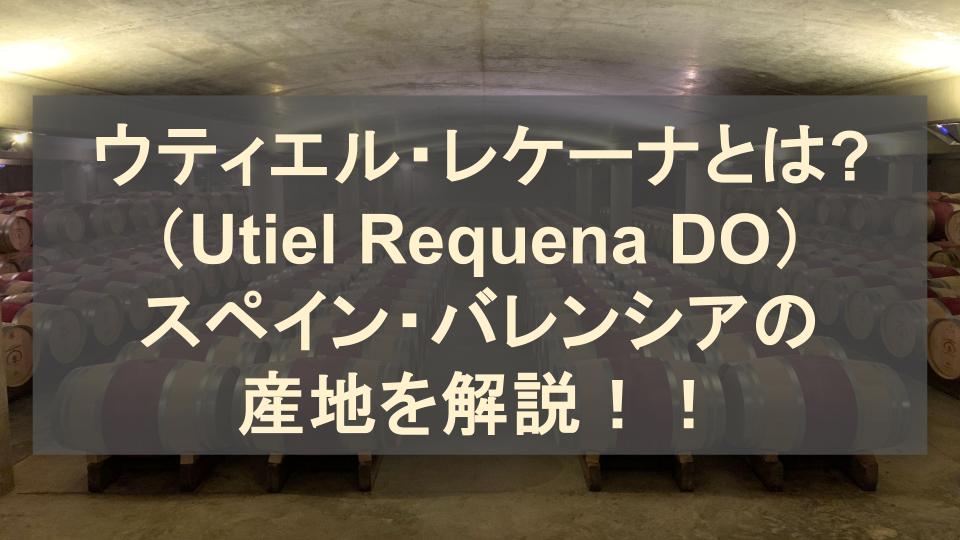 ウティエル・レケーナとは?
（Utiel Requena DO）
スペイン・バレンシアの
産地を解説！！